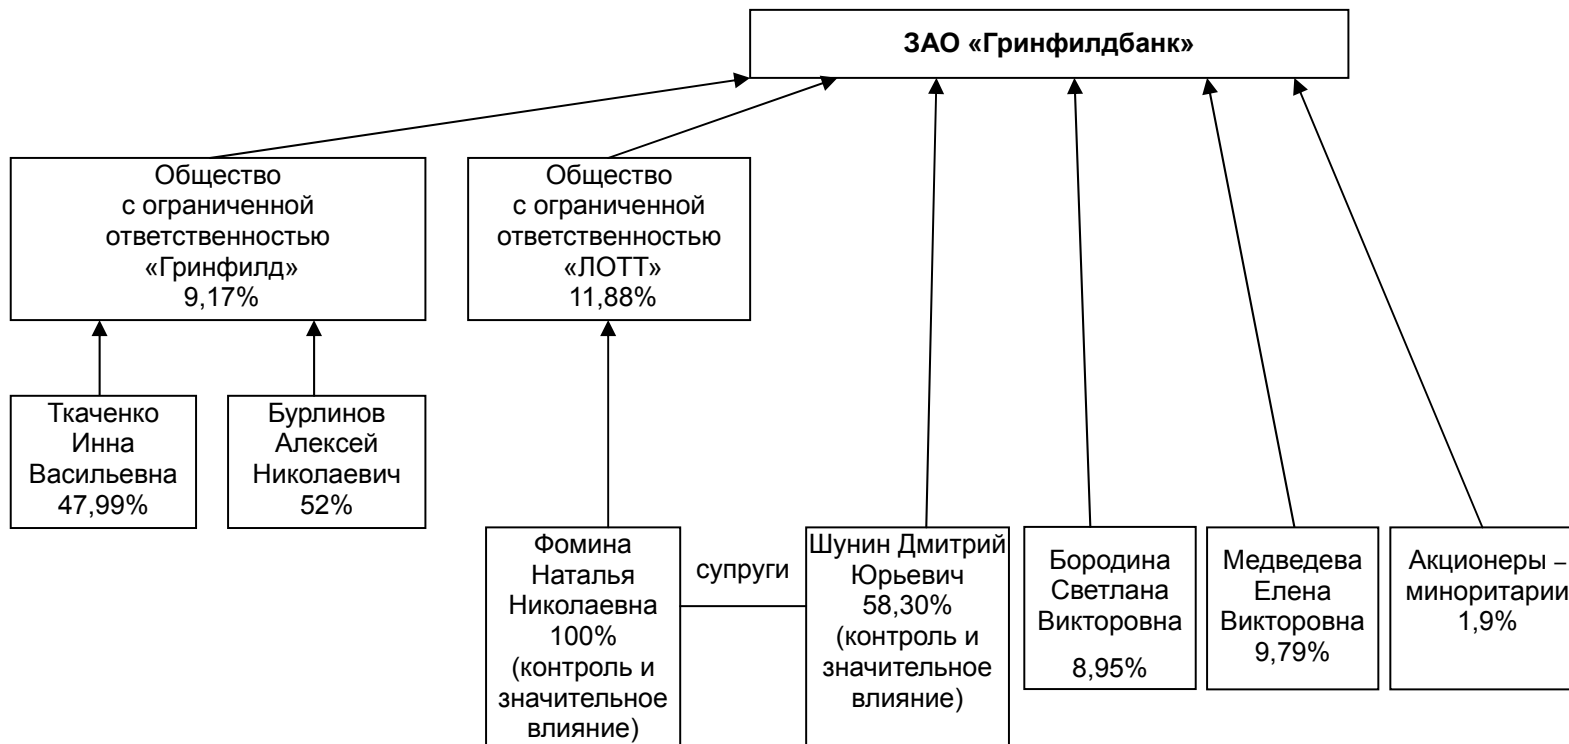 ЗАО «Гринфилдбанк»
Общество
с ограниченной
ответственностью
«Гринфилд»
9,17%
Общество
с ограниченной
ответственностью
«ЛОТТ»
11,88%
Ткаченко
Инна
Васильевна
47,99%
Бурлинов
Алексей
Николаевич
52%
Фомина
Наталья
Николаевна
100%
(контроль и
значительное
влияние)
супруги
Шунин Дмитрий
Юрьевич
58,30%
(контроль и
значительное
влияние)
Бородина
Светлана
Викторовна
8,95%
Медведева
Елена
Викторовна
9,79%
Акционеры –
миноритарии
1,9%